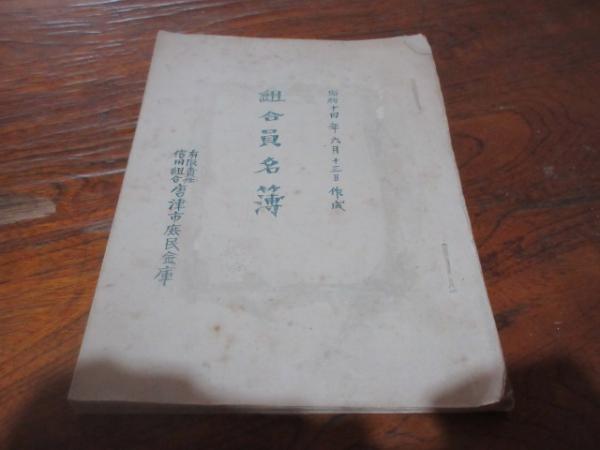 昭和十四年六月十三日作成
組合員名簿
有限責任
信用組合
唐津市庶民金庫